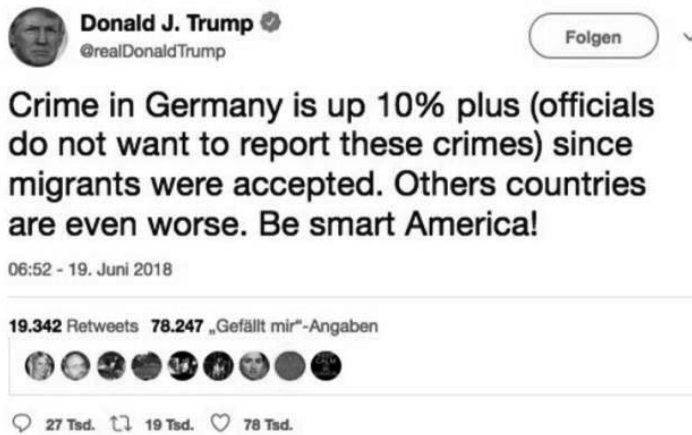 Donald J. Trump
@realDonaldTrump
Folgen
Crime in Germany is up 10% plus (officials
do not want to report these crimes) since
migrants were accepted. Others countries
are even worse. Be smart America!
06:52 - 19. Juni 2018
19.342 Retweets 78.247 „Gefällt mir“-Angaben
27 Tsd. 19 Tsd. 78 Tsd.